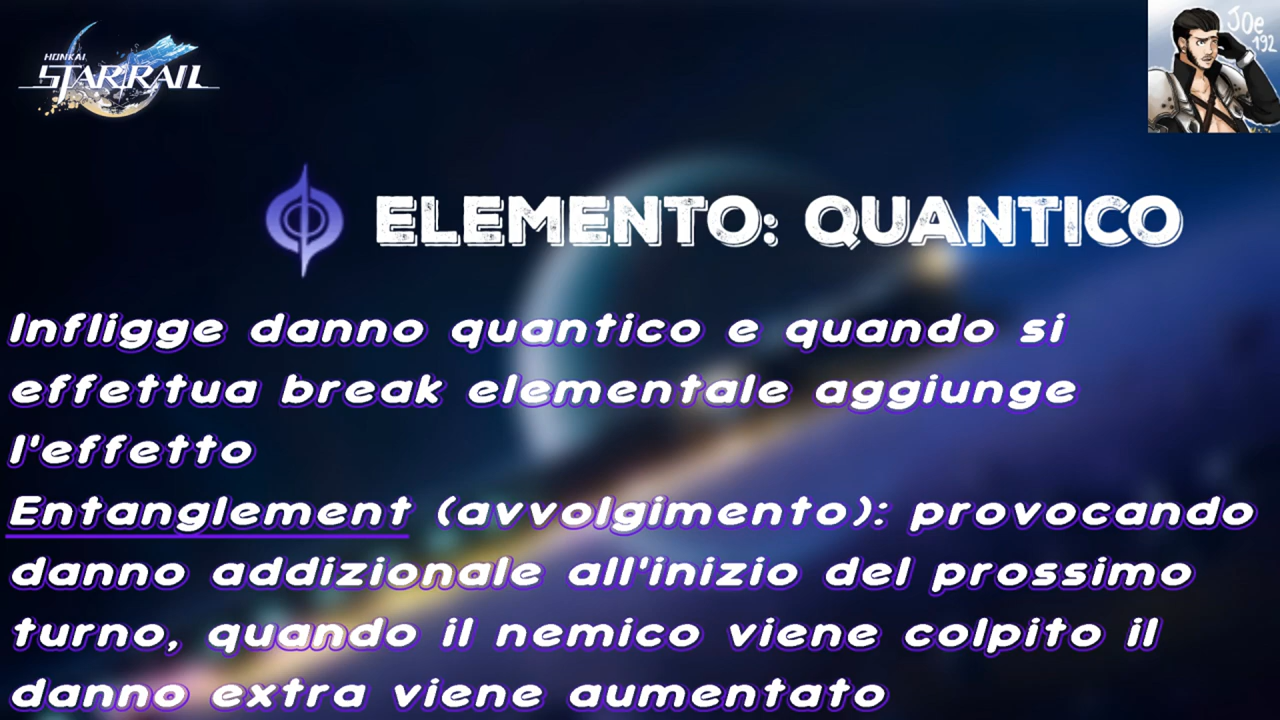 HONKAI
STAR RAIL
JOe
192
ELEMENTO: QUANTICO
Infligge danno quantico e quando si
effettua break elementale aggiunge
l'effetto
Entanglement (avvolgimento): provocando
danno addizionale all'inizio del prossimo
turno, quando il nemico viene colpito il
danno extra viene aumentato